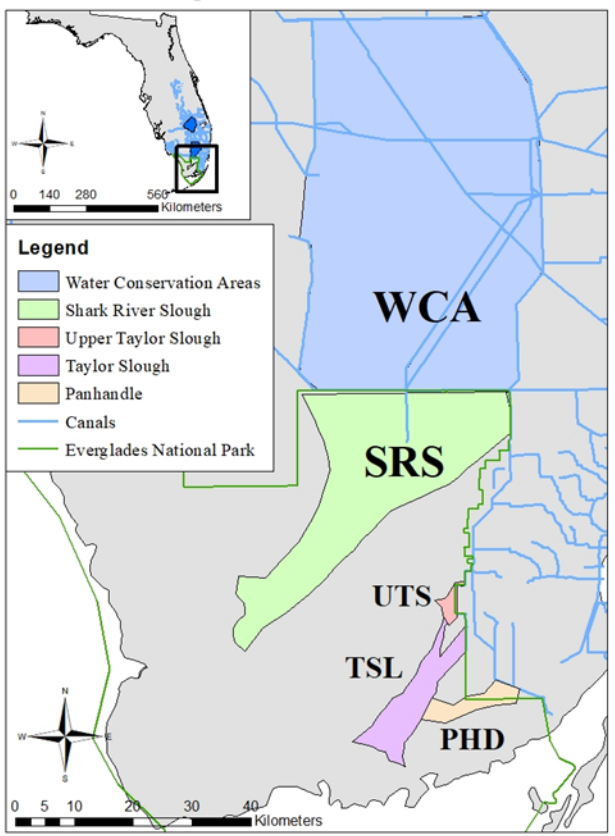 N
W E
S
0 140 280 560
Kilometers
Legend
Water Conservation Areas
Shark River Slough
Upper Taylor Slough
Taylor Slough
Panhandle
Canals
Everglades National Park
WCA
SRS
UTS
TSL
PHD
N
W E
S
0 5 10 20 30 40
Kilometers